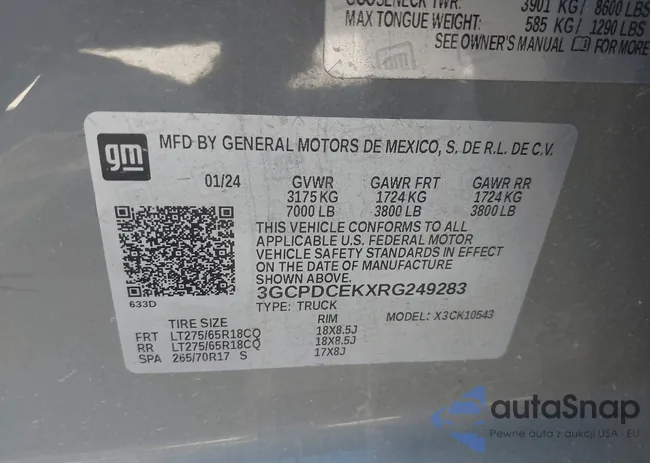 GOOSENECK TWR: 3901 KG / 8600 LBS
MAX TONGUE WEIGHT: 585 KG / 1290 LBS
SEE OWNER'S MANUAL FOR MORE
gm
gm
MFD BY GENERAL MOTORS DE MEXICO, S. DE R.L. DE C.V.
01/24 GVWR GAWR FRT GAWR RR
3175 KG 1724 KG 1724 KG
7000 LB 3800 LB 3800 LB
THIS VEHICLE CONFORMS TO ALL
APPLICABLE U.S. FEDERAL MOTOR
VEHICLE SAFETY STANDARDS IN EFFECT
ON THE DATE OF MANUFACTURE
SHOWN ABOVE.
3GCPDCEKXRG249283
633D
TYPE: TRUCK MODEL: X3CK10543
TIRE SIZE RIM
FRT LT275/65R18CQ 18X8.5J
RR LT275/65R18CQ 18X8.5J
SPA 265/70R17 S 17X8J
autaSnap
Pewne auta z aukcji USA i EU